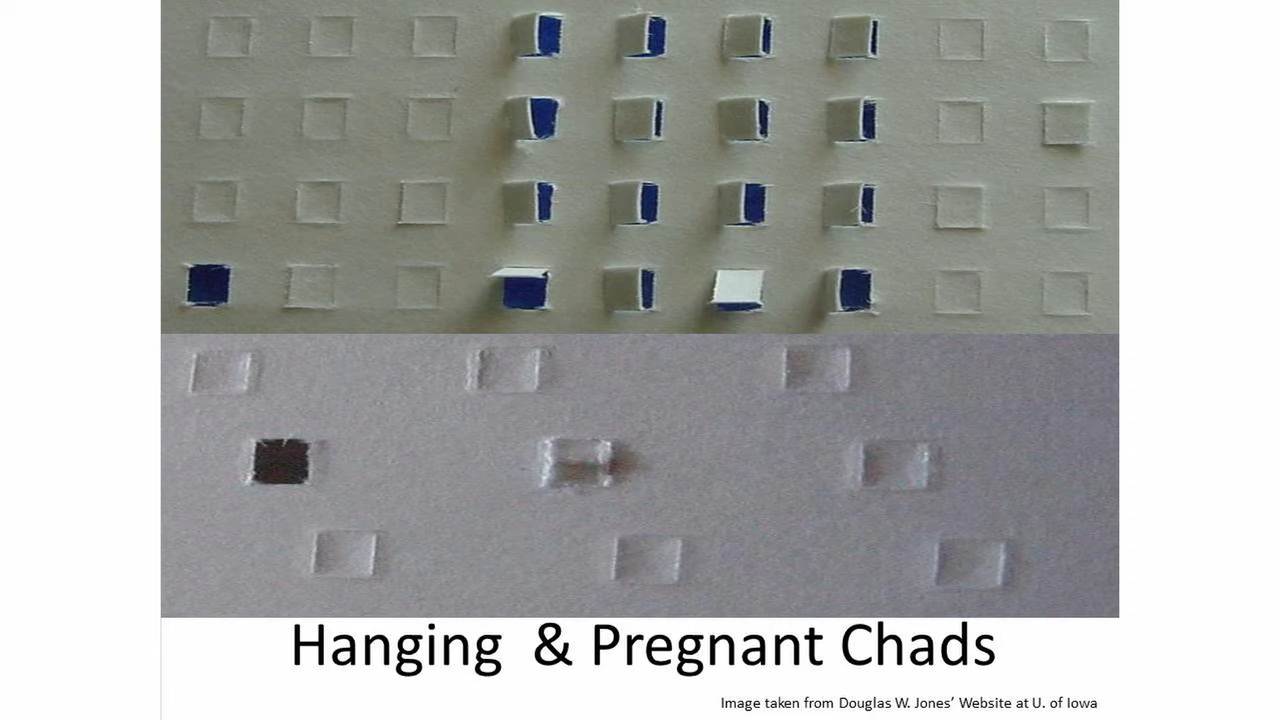 Hanging & Pregnant Chads
Image taken from Douglas W. Jones’ Website at U. of Iowa